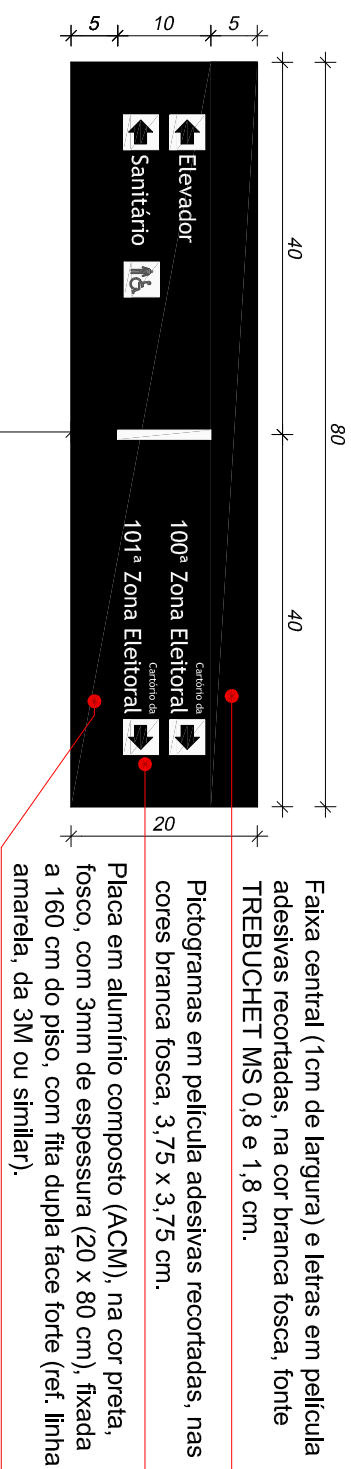 80
40
40
5
10
5
20
Elevador
Sanitário
Cartório da
100ª Zona Eleitoral
Cartório da
101ª Zona Eleitoral
Faixa central (1cm de largura) e letras em película
adesivas recortadas, na cor branca fosca, fonte
TREBUCHET MS 0,8 e 1,8 cm.
Pictogramas em película adesivas recortadas, nas
cores branca fosca, 3,75 x 3,75 cm.
Placa em alumínio composto (ACM), na cor preta,
fosco, com 3mm de espessura (20 x 80 cm), fixada
a 160 cm do piso, com fita dupla face forte (ref. linha
amarela, da 3M ou similar).